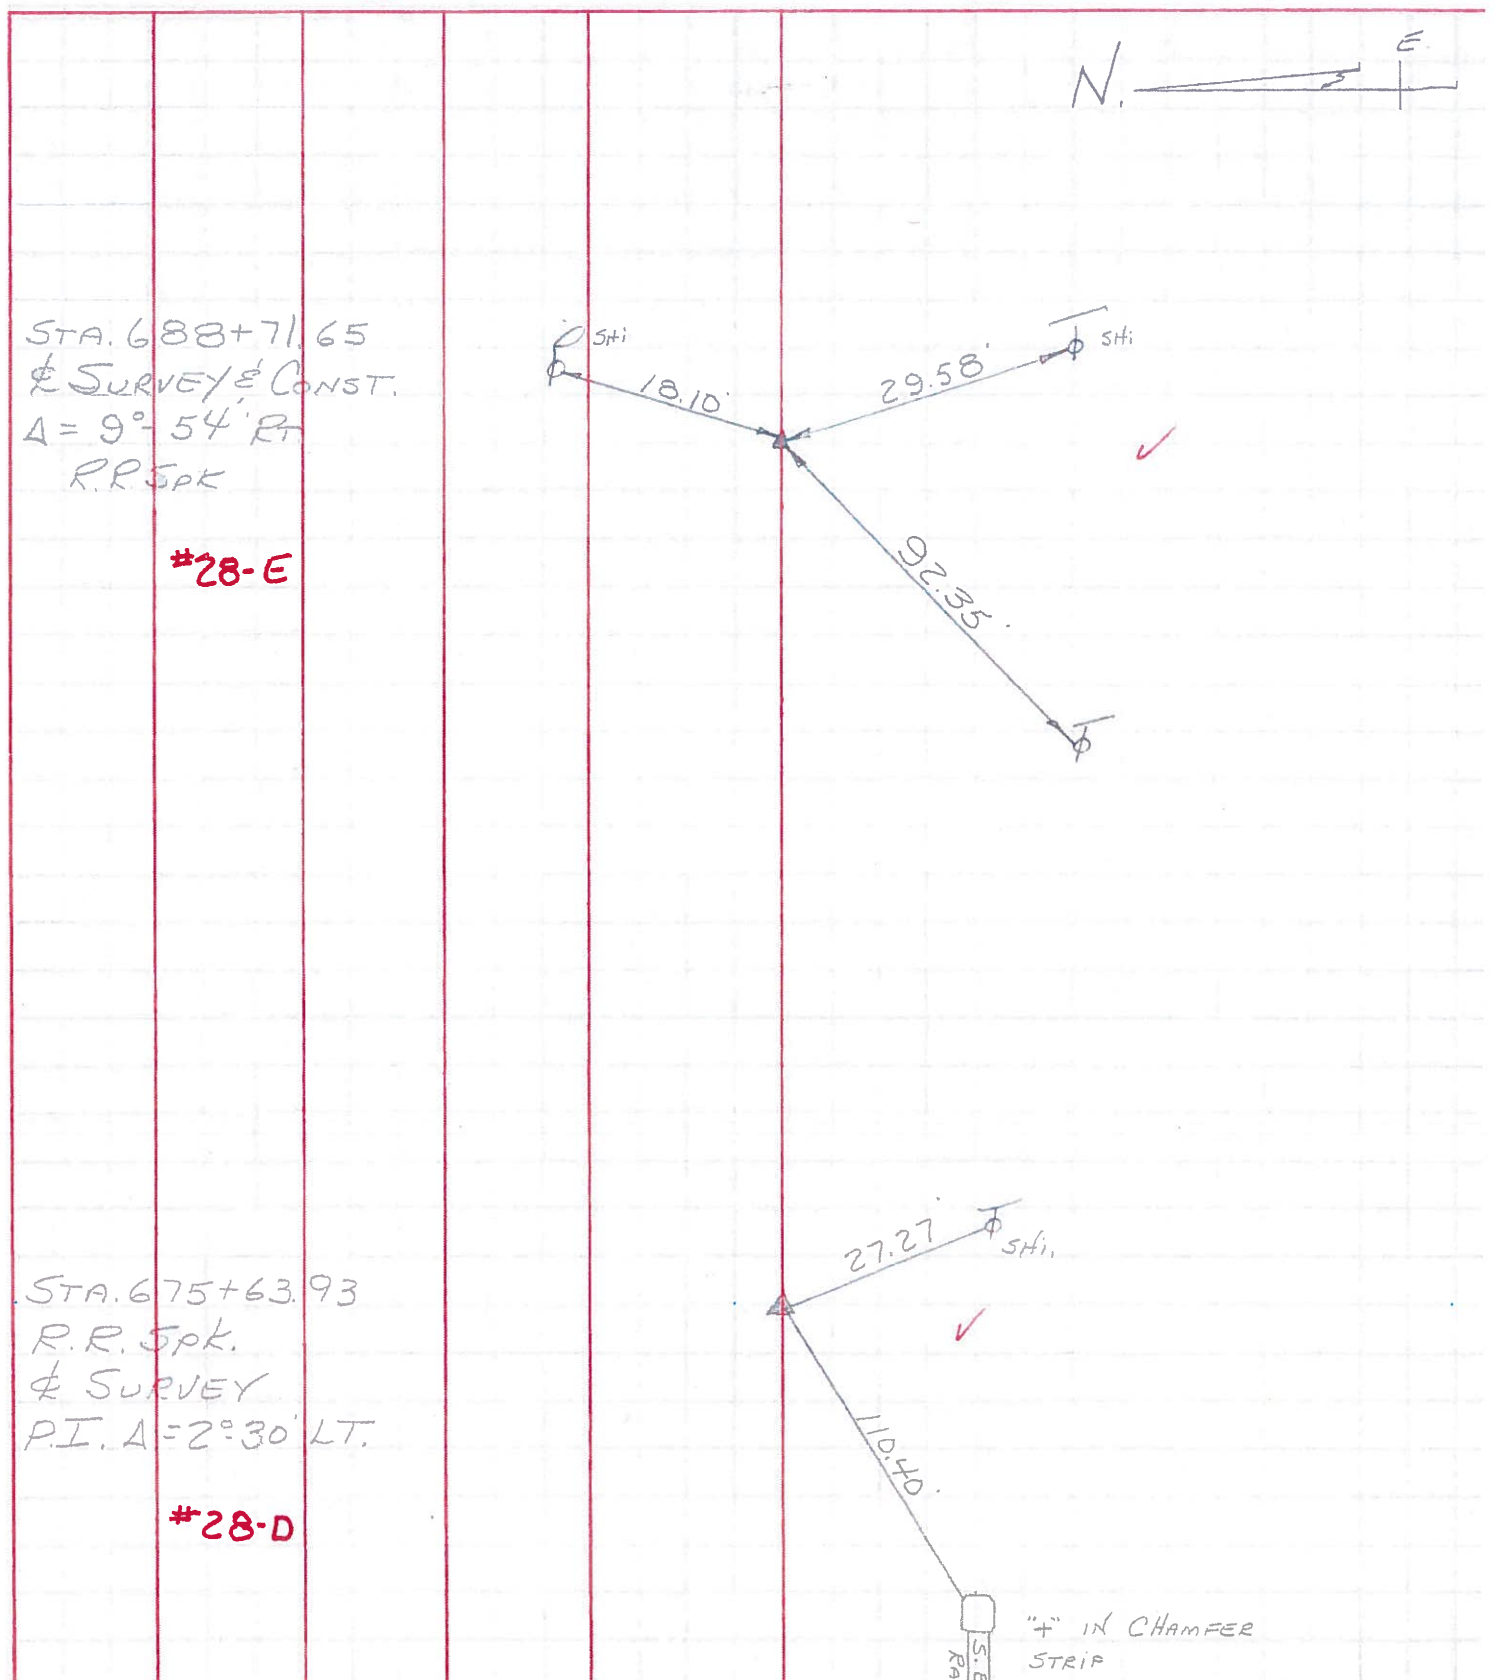 N.
E
STA. 688+71.65
℄ SURVEY & CONST.
Δ = 9°-54' RT.
R.R. SpK
#28-E
SHi
18.10'
29.58'
SHi
92.35'
27.27'
SHi.
STA. 675+63.93
R.R. SpK.
℄ SURVEY
P.I. Δ = 2°-30' LT.
#28-D
110.40'
"+" IN CHAMFER
STRIP
S.E